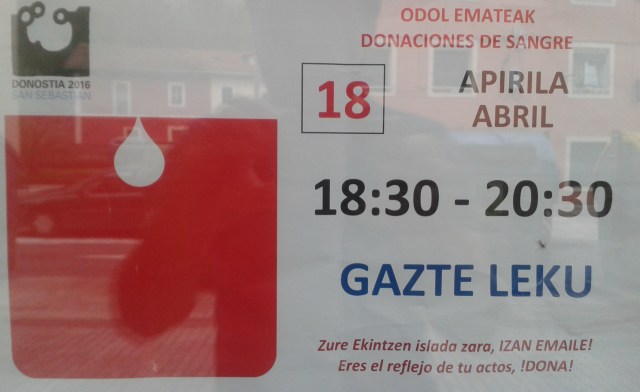 DONOSTIA 2016
SAN SEBASTIAN
ODOL EMATEAK
DONACIONES DE SANGRE
18
APIRILA
ABRIL
18:30 - 20:30
GAZTE LEKU
Zure Ekintzen islada zara, IZAN EMAILE!
Eres el reflejo de tu actos, !DONA!